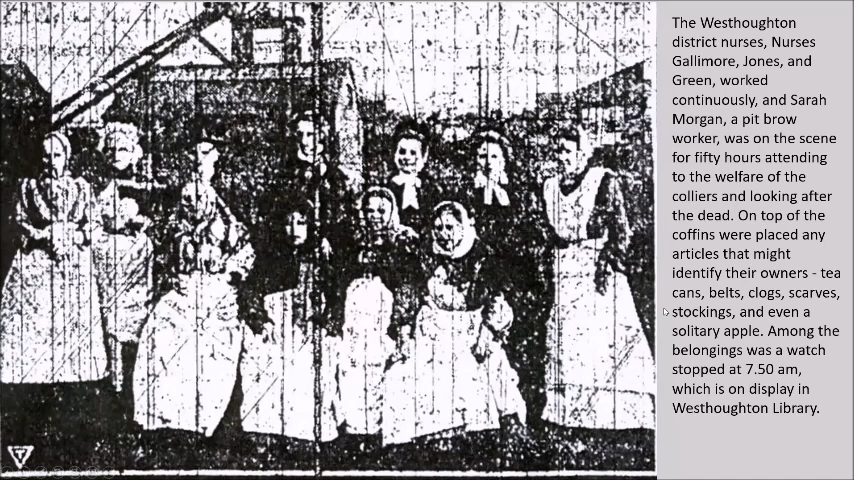 The Westhoughton
district nurses, Nurses
Gallimore, Jones, and
Green, worked
continuously, and Sarah
Morgan, a pit brow
worker, was on the scene
for fifty hours attending
to the welfare of the
colliers and looking after
the dead. On top of the
coffins were placed any
articles that might
identify their owners - tea
cans, belts, clogs, scarves,
stockings, and even a
solitary apple. Among the
belongings was a watch
stopped at 7.50 am,
which is on display in
Westhoughton Library.